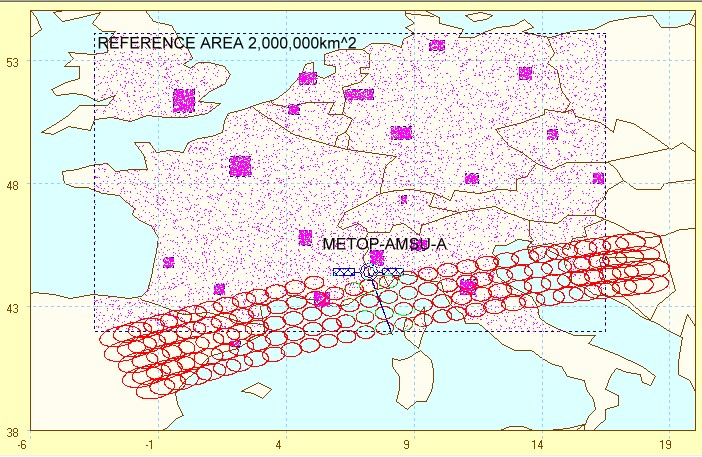 REFERENCE AREA 2,000,000km^2
53
48
METOP-AMSU-A
43
38
-6 -1 4 9 14 19